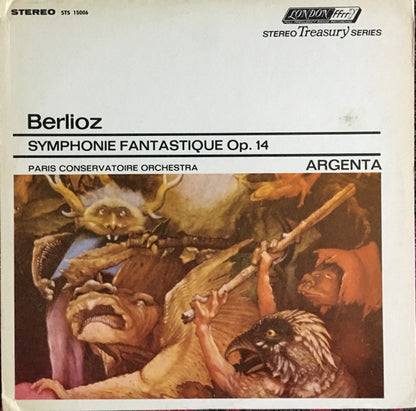 STEREO STS 15006
LONDON ffrr
STEREO Treasury SERIES
Berlioz
SYMPHONIE FANTASTIQUE Op. 14
PARIS CONSERVATOIRE ORCHESTRA
ARGENTA